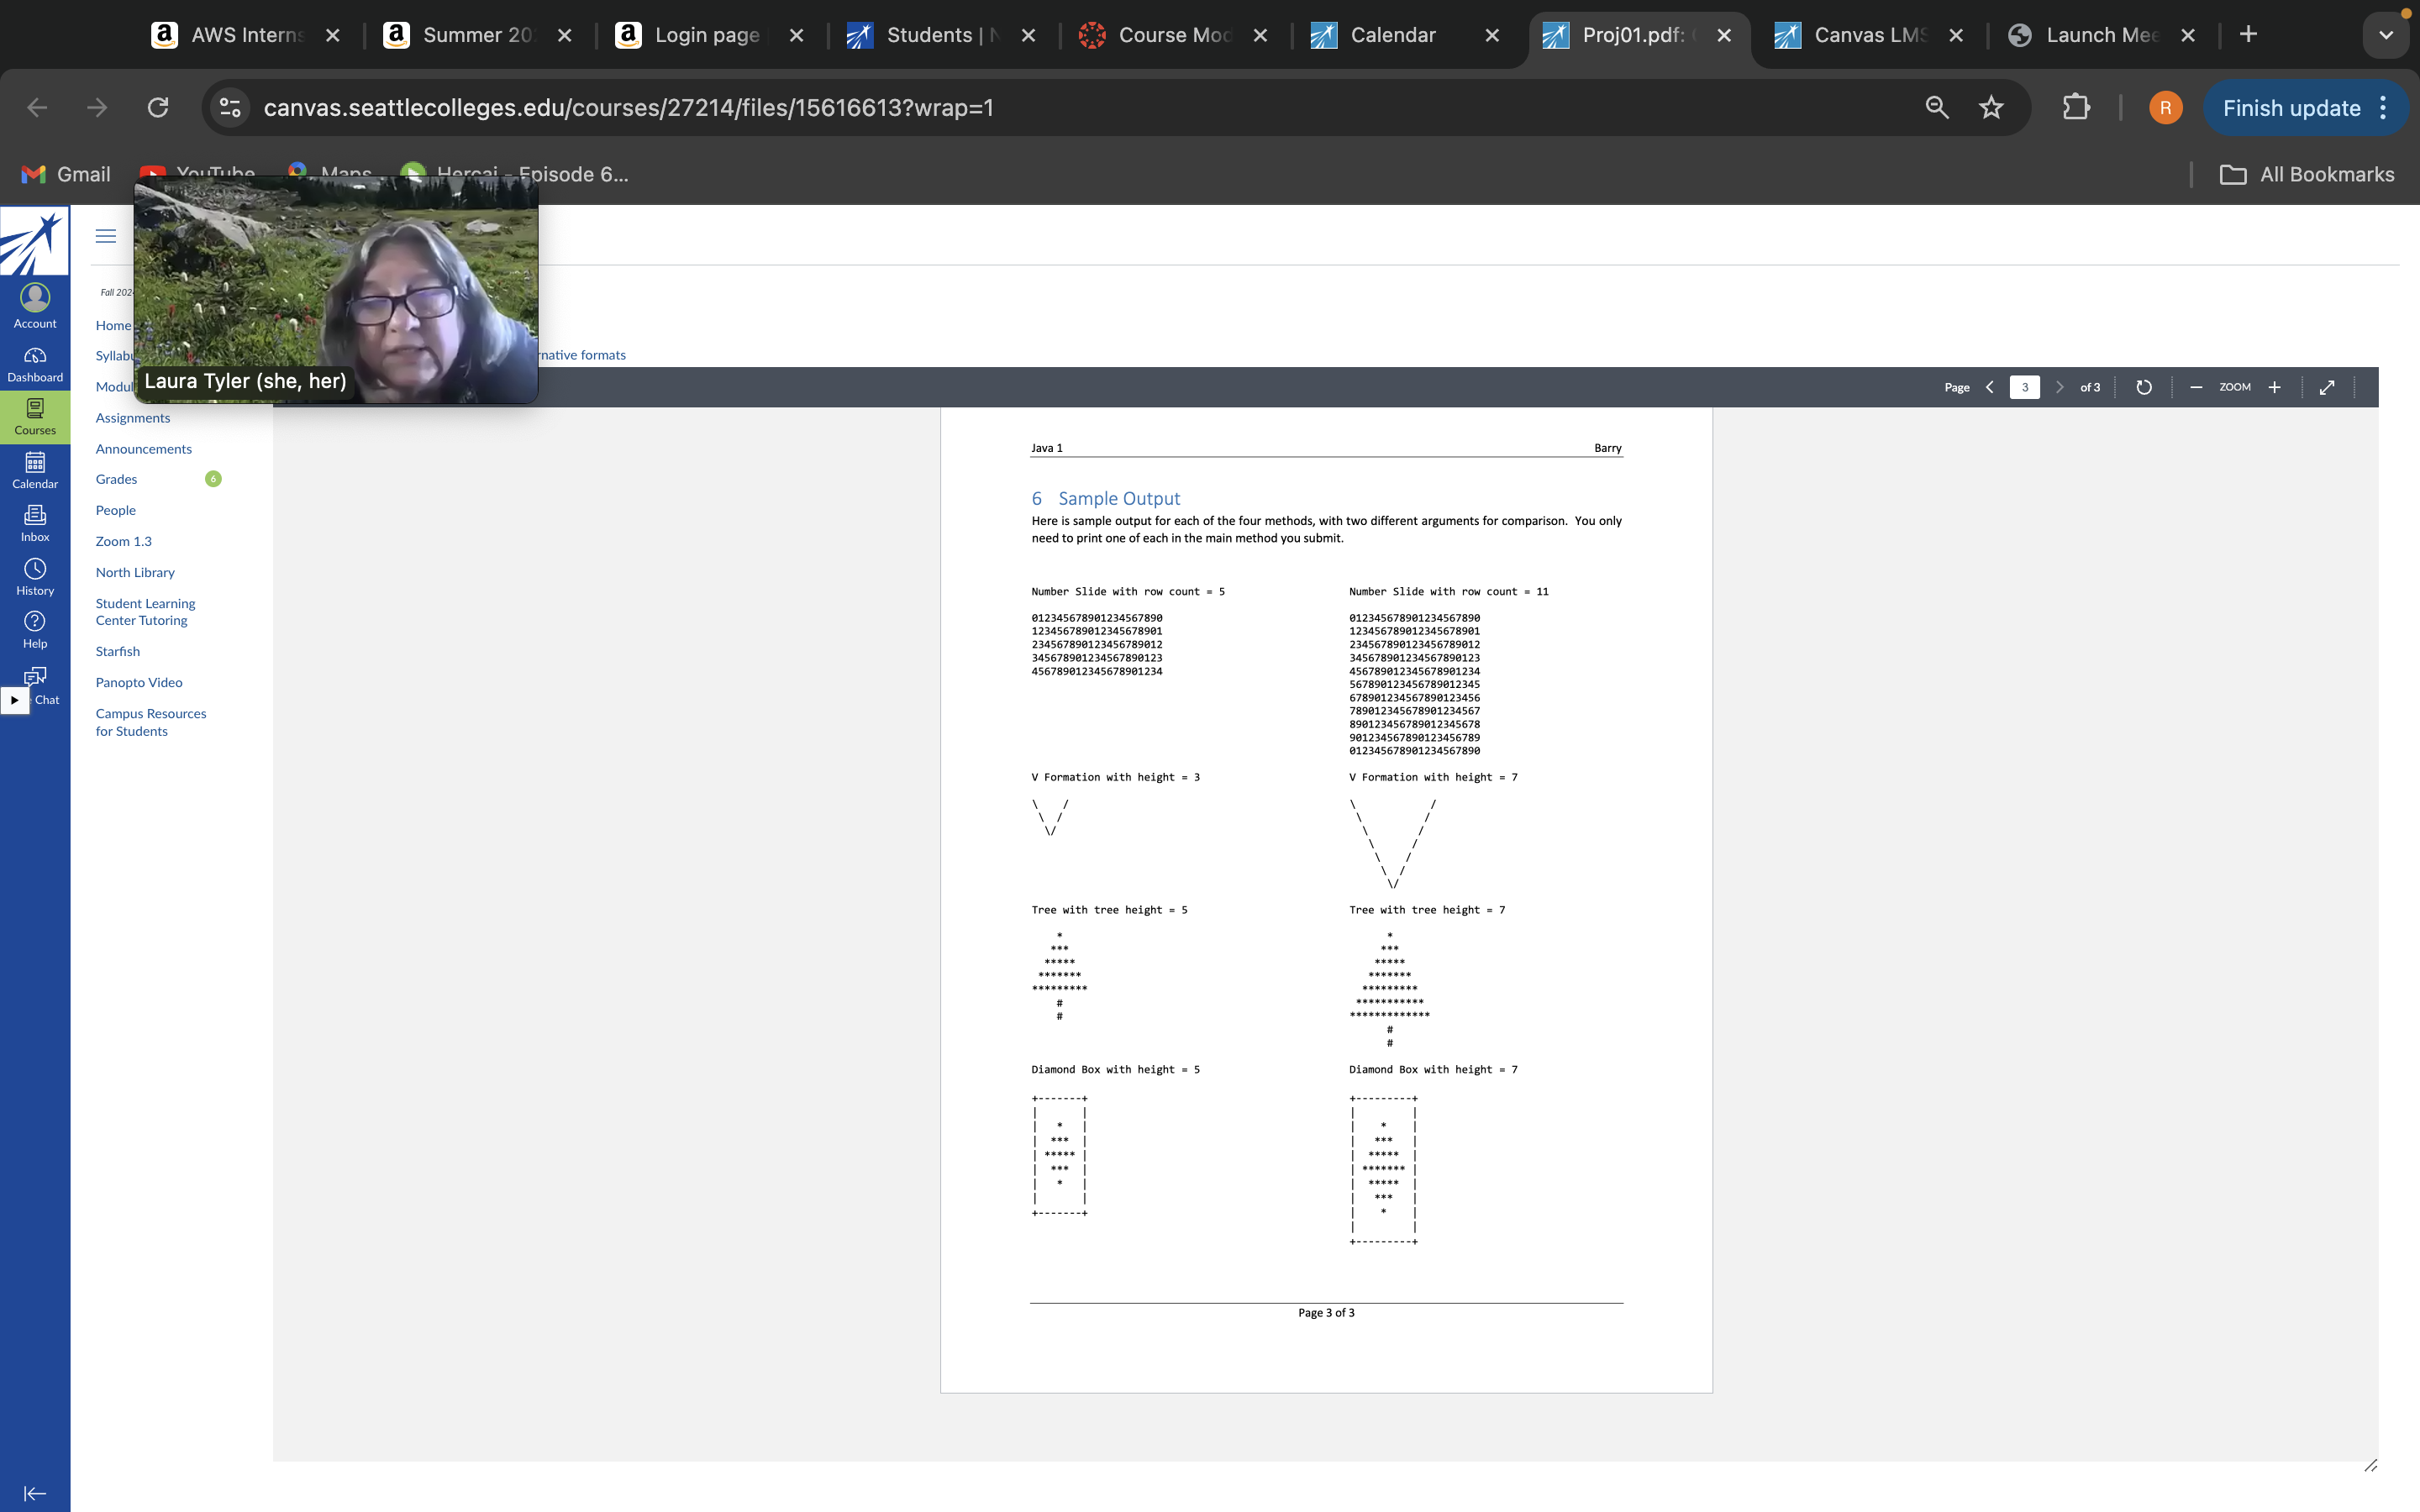 AWS Interns
Summer 20
Login page
Students | N
Course Mod
Calendar
Proj01.pdf:
Canvas LMS
Launch Mee
canvas.seattlecolleges.edu/courses/27214/files/15616613?wrap=1
R
Finish update
Gmail
YouTube
Maps
Hercai - Episode 6...
All Bookmarks
Fall 202
Home
Syllabu
Modul
Laura Tyler (she, her)
rnative formats
Account
Dashboard
Courses
Calendar
Inbox
History
Help
Chat
Assignments
Announcements
Grades 6
People
Zoom 1.3
North Library
Student Learning
Center Tutoring
Starfish
Panopto Video
Campus Resources
for Students
Page 3 of 3 ZOOM
Java 1 Barry
6 Sample Output
Here is sample output for each of the four methods, with two different arguments for comparison. You only
need to print one of each in the main method you submit.
Number Slide with row count = 5
012345678901234567890
123456789012345678901
234567890123456789012
345678901234567890123
456789012345678901234
Number Slide with row count = 11
012345678901234567890
123456789012345678901
234567890123456789012
345678901234567890123
456789012345678901234
567890123456789012345
678901234567890123456
789012345678901234567
890123456789012345678
901234567890123456789
012345678901234567890
V Formation with height = 3
\    /
 \  /
  \/
V Formation with height = 7
\            /
 \          /
  \        /
   \      /
    \    /
     \  /
      \/
Tree with tree height = 5
    *
   ***
  *****
 *******
*********
    #
    #
Tree with tree height = 7
      *
     ***
    *****
   *******
  *********
 ***********
*************
      #
      #
Diamond Box with height = 5
+-------+
|       |
|   *   |
|  ***  |
| ***** |
|  ***  |
|   *   |
|       |
+-------+
Diamond Box with height = 7
+---------+
|         |
|    *    |
|   ***   |
|  *****  |
| ******* |
|  *****  |
|   ***   |
|    *    |
|         |
+---------+
Page 3 of 3